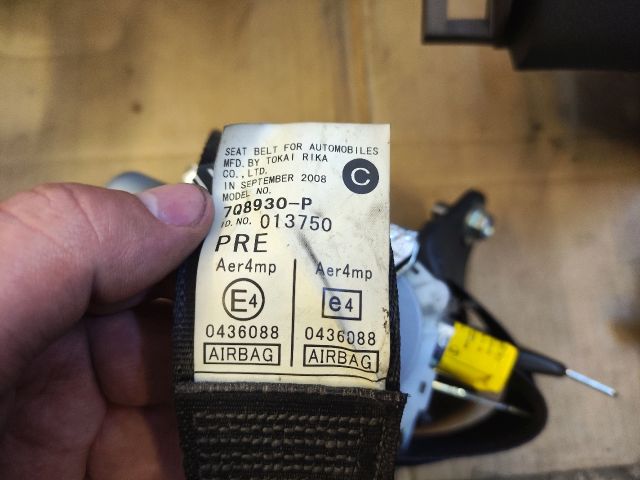 SEAT BELT FOR AUTOMOBILES
MFD. BY TOKAI RIKA
CO., LTD.
IN SEPTEMBER 2008
C
MODEL NO.
7Q8930-P
ID. NO. 013750
PRE
Aer4mp Aer4mp
E4 e4
0436088 0436088
AIRBAG AIRBAG